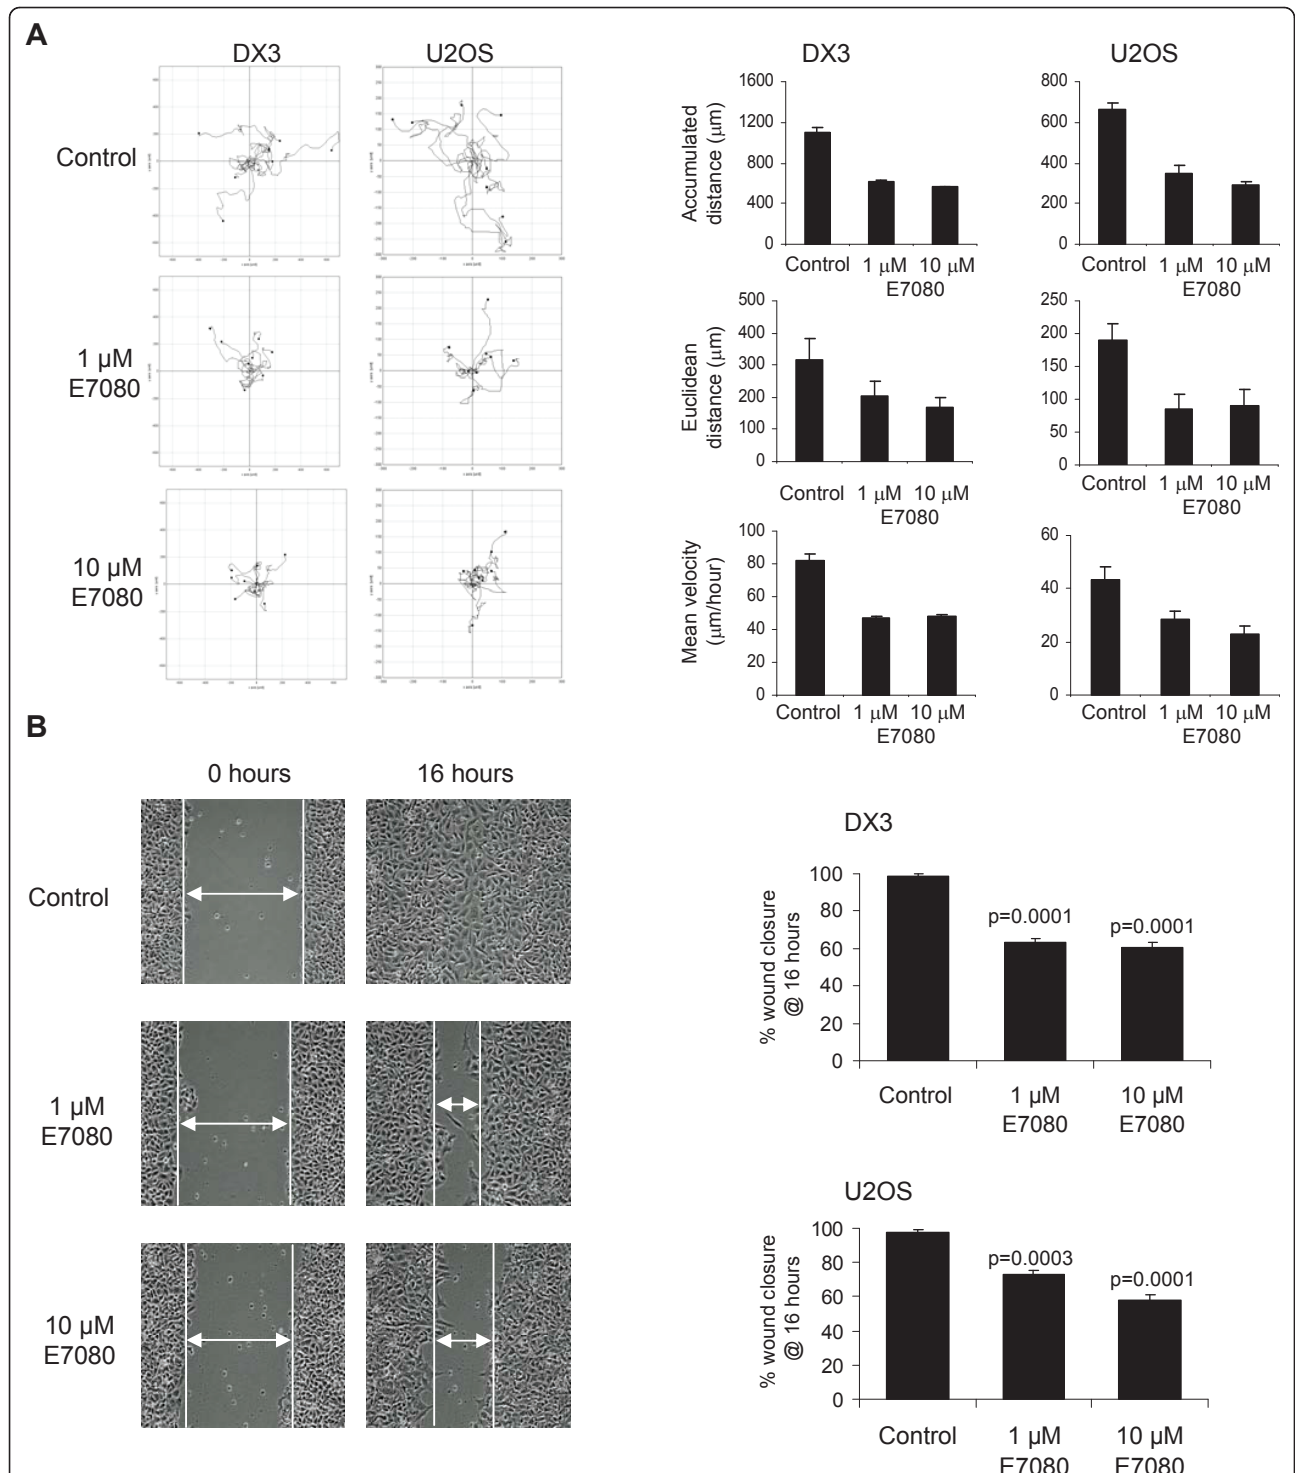 A
DX3
U2OS
Control
1 µM
E7080
10 µM
E7080
DX3
U2OS
Accumulated
distance (µm)
1600
1200
800
400
0
Control 1 µM 10 µM
E7080
800
600
400
200
0
Control 1 µM 10 µM
E7080
Euclidean
distance (µm)
500
400
300
200
100
0
Control 1 µM 10 µM
E7080
250
200
150
100
50
0
Control 1 µM 10 µM
E7080
Mean velocity
(µm/hour)
100
80
60
40
20
0
Control 1 µM 10 µM
E7080
60
40
20
0
Control 1 µM 10 µM
E7080
B
0 hours
16 hours
Control
1 µM
E7080
10 µM
E7080
DX3
% wound closure
@ 16 hours
100
80
60
40
20
0
p=0.0001
p=0.0001
Control
1 µM
E7080
10 µM
E7080
U2OS
% wound closure
@ 16 hours
100
80
60
40
20
0
p=0.0003
p=0.0001
Control
1 µM
E7080
10 µM
E7080